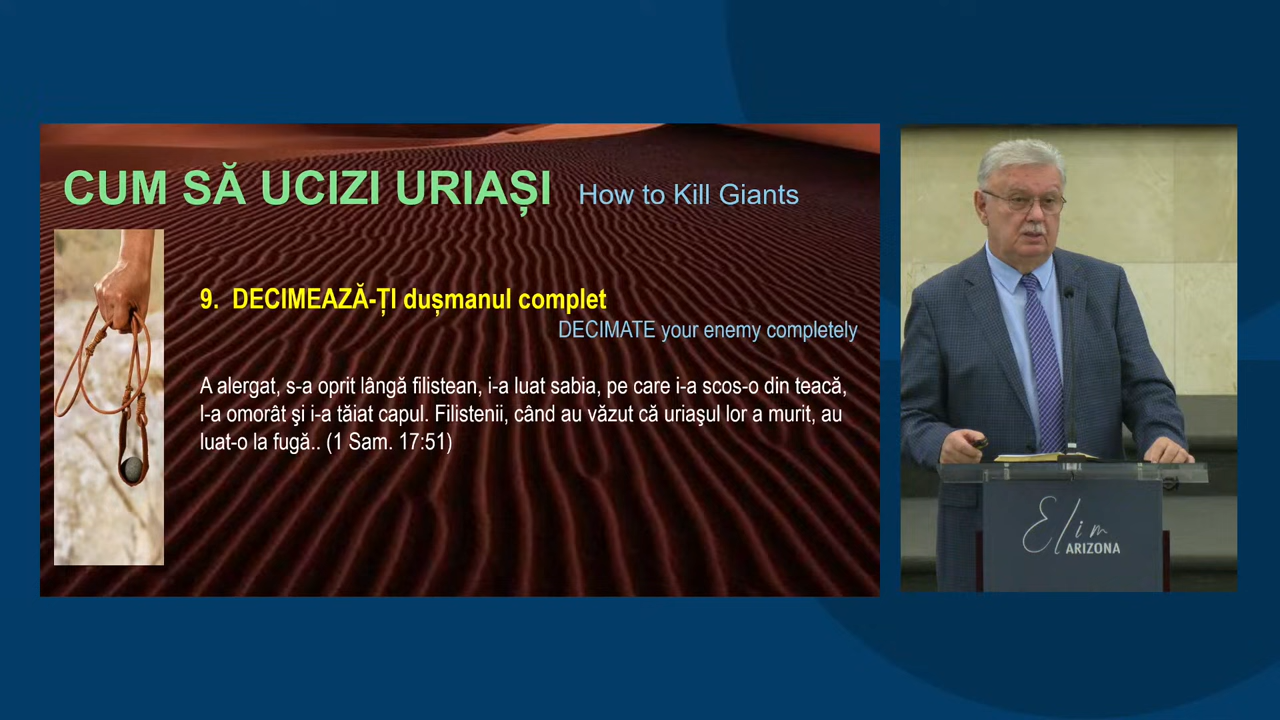 CUM SĂ UCIZI URIAȘI How to Kill Giants
9. DECIMEAZĂ-ȚI dușmanul complet
DECIMATE your enemy completely
A alergat, s-a oprit lângă filistean, i-a luat sabia, pe care i-a scos-o din teacă,
l-a omorât şi i-a tăiat capul. Filistenii, când au văzut că uriaşul lor a murit, au
luat-o la fugă.. (1 Sam. 17:51)
Elim
ARIZONA